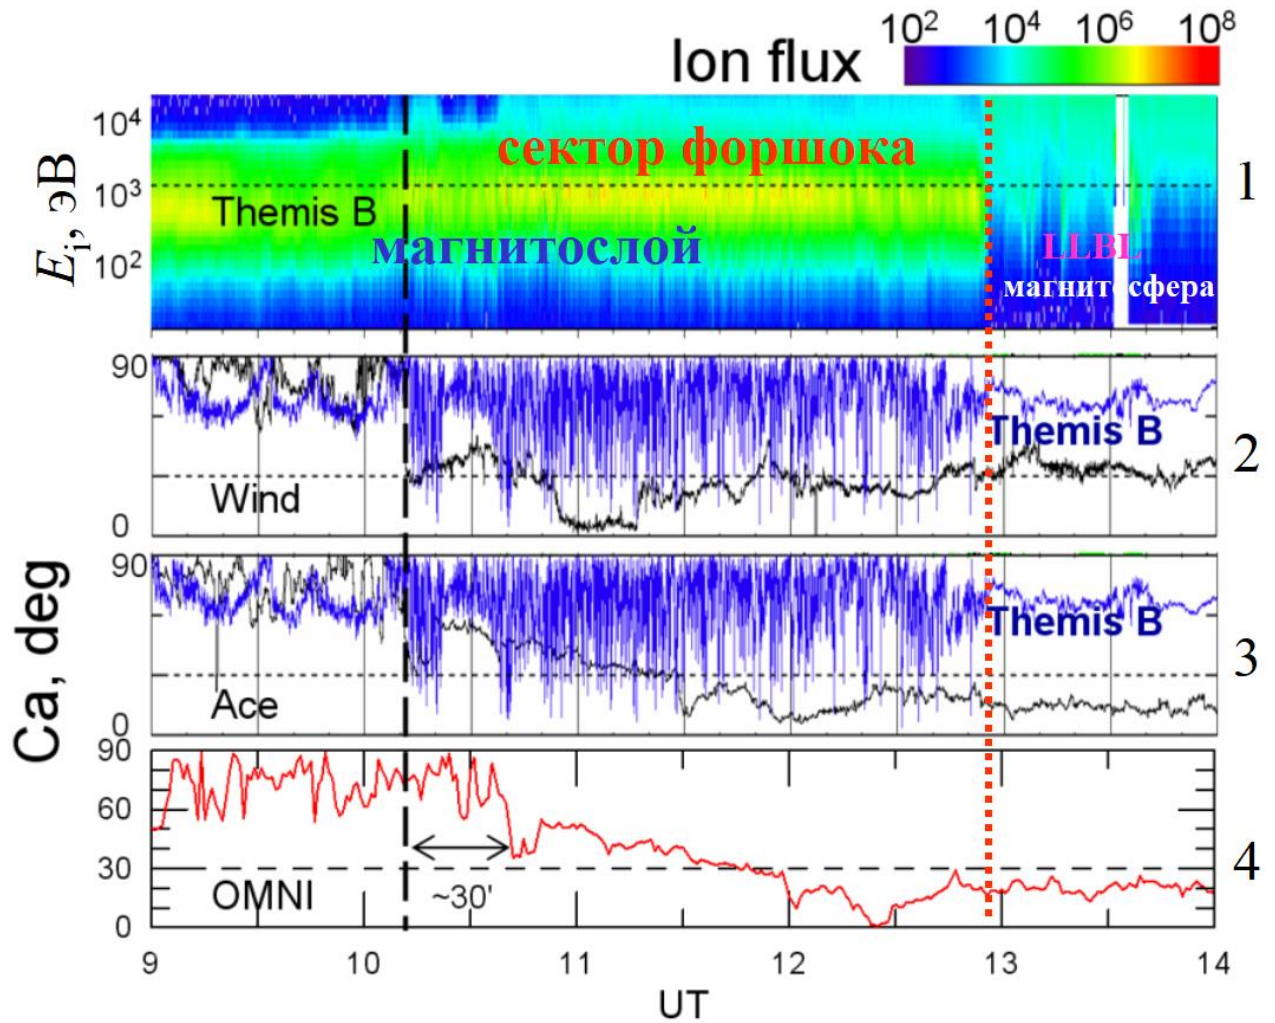 10² 10⁴ 10⁶ 10⁸
Ion flux
10⁴
сектор форшока
Eᵢ, эВ
10³
1
Themis B
магнитослой
10²
LLBL
магнитосфера
90
Themis B
2
Wind
0
90
Themis B
3
Ca, deg
Ace
0
90
60
30
4
OMNI
~30'
0
9 10 11 12 13 14
UT